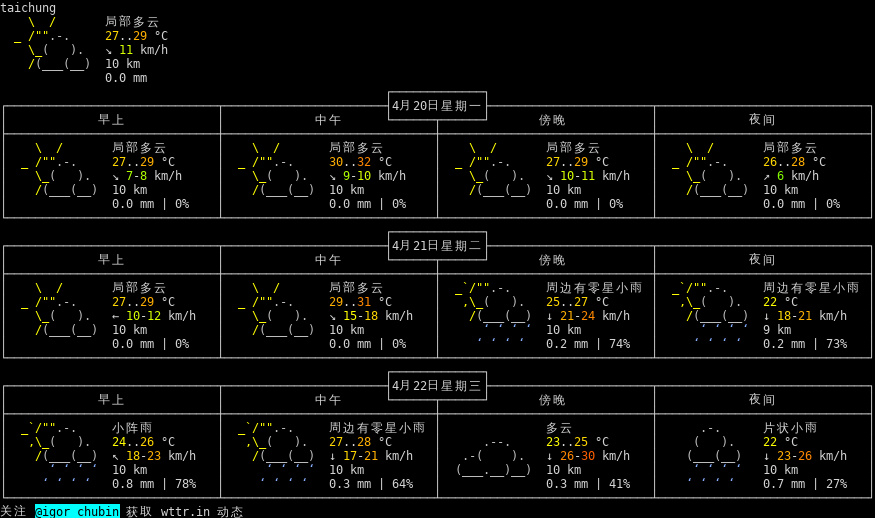 taichung
局部多云
27..29 °C
↘ 11 km/h
10 km
0.0 mm
4月20日星期一
早上 中午 傍晚 夜间
局部多云 局部多云 局部多云 局部多云
27..29 °C 30..32 °C 27..29 °C 26..28 °C
↘ 7-8 km/h ↘ 9-10 km/h ↘ 10-11 km/h ↗ 6 km/h
10 km 10 km 10 km 10 km
0.0 mm | 0% 0.0 mm | 0% 0.0 mm | 0% 0.0 mm | 0%
4月21日星期二
早上 中午 傍晚 夜间
局部多云 局部多云 周边有零星小雨 周边有零星小雨
27..29 °C 29..31 °C 25..27 °C 22 °C
← 10-12 km/h ↘ 15-18 km/h ↓ 21-24 km/h ↓ 18-21 km/h
10 km 10 km 10 km 9 km
0.0 mm | 0% 0.0 mm | 0% 0.2 mm | 74% 0.2 mm | 73%
4月22日星期三
早上 中午 傍晚 夜间
小阵雨 周边有零星小雨 多云 片状小雨
24..26 °C 27..28 °C 23..25 °C 22 °C
↖ 18-23 km/h ↓ 17-21 km/h ↓ 26-30 km/h ↓ 23-26 km/h
10 km 10 km 10 km 10 km
0.8 mm | 78% 0.3 mm | 64% 0.3 mm | 41% 0.7 mm | 27%
关注 @igor_chubin 获取 wttr.in 动态